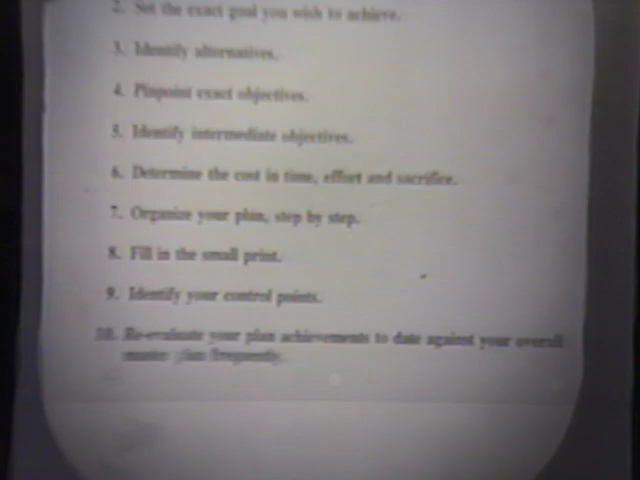 2. Set the exact goal you wish to achieve.
3. Identify alternatives.
4. Pinpoint exact objectives.
5. Identify intermediate objectives.
6. Determine the cost in time, effort and sacrifice.
7. Organize your plan, step by step.
8. Fill in the small print.
9. Identify your control points.
10. Re-evaluate your plan achievements to date against your overall
master plan frequently.